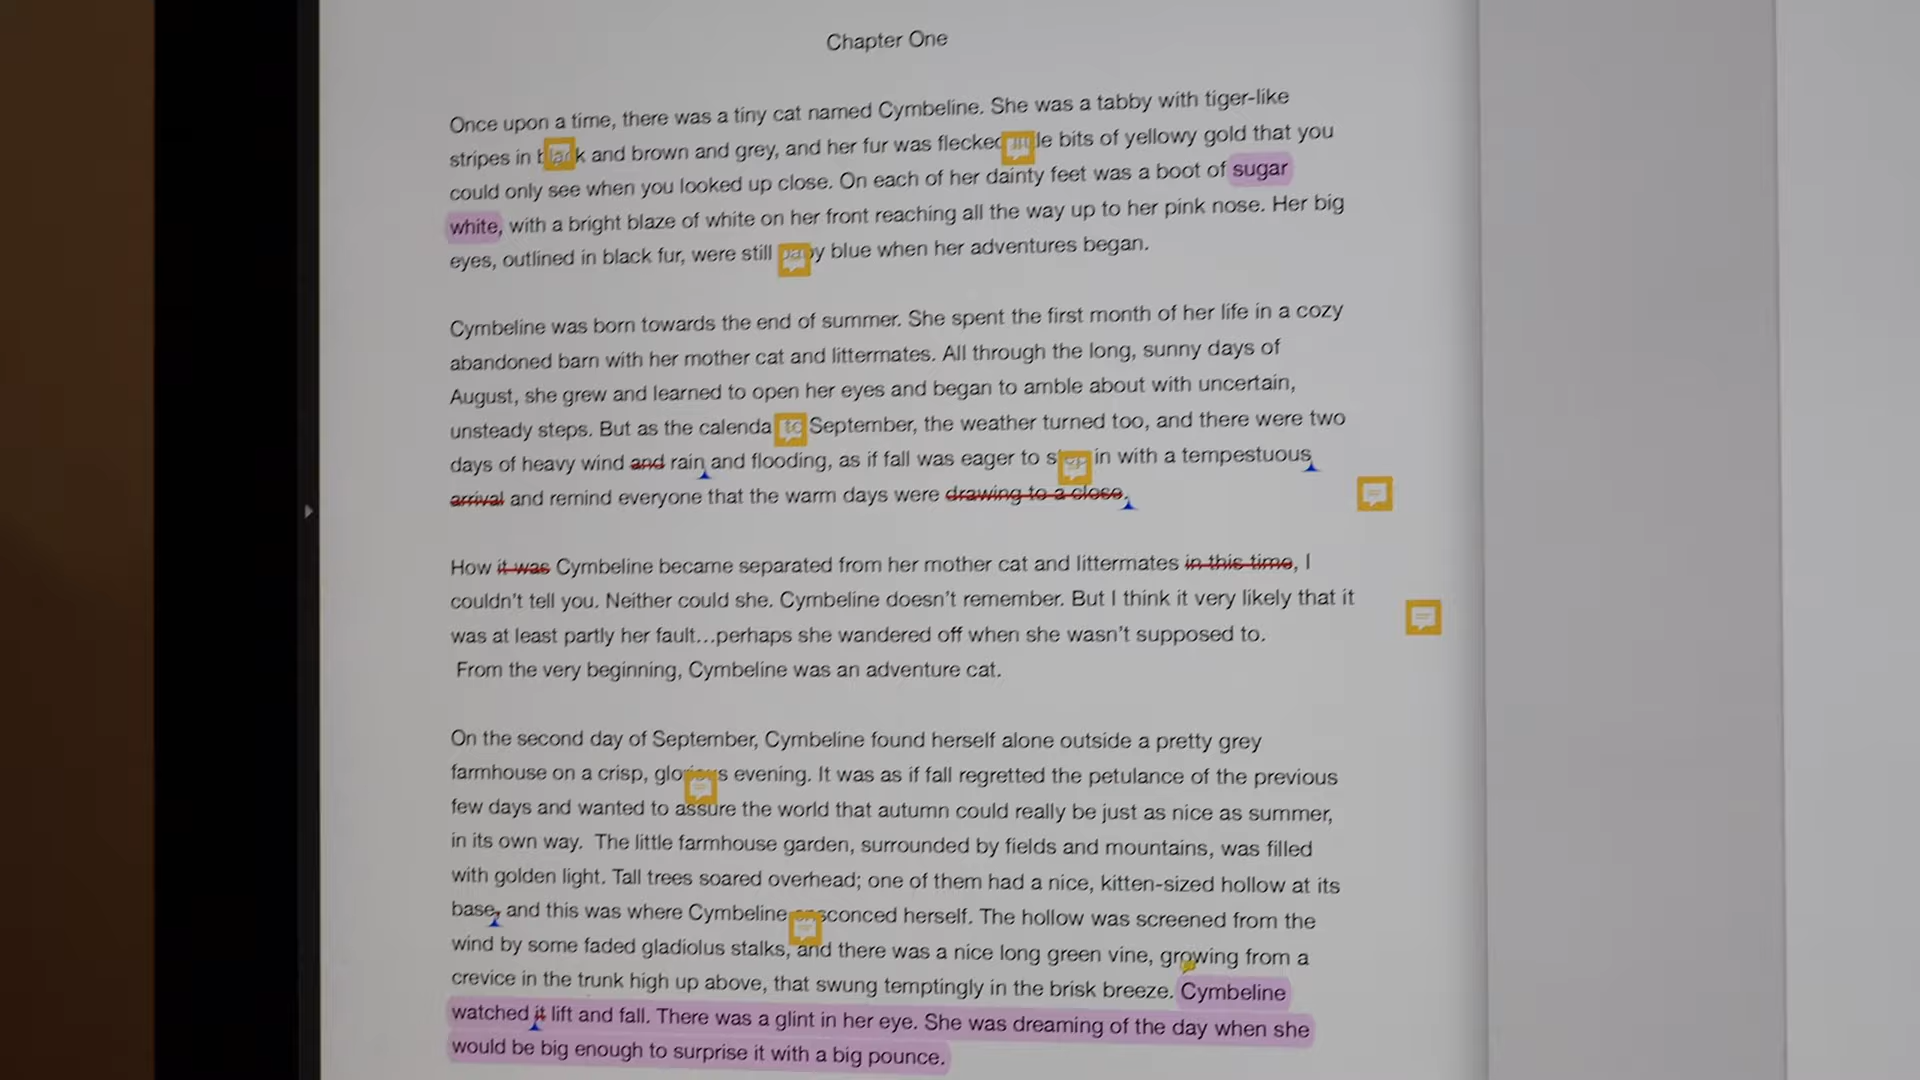 Chapter One
Once upon a time, there was a tiny cat named Cymbeline. She was a tabby with tiger-like
stripes in black and brown and grey, and her fur was flecked bits of yellowy gold that you
could only see when you looked up close. On each of her dainty feet was a boot of sugar
white, with a bright blaze of white on her front reaching all the way up to her pink nose. Her big
eyes, outlined in black fur, were still baby blue when her adventures began.
Cymbeline was born towards the end of summer. She spent the first month of her life in a cozy
abandoned barn with her mother cat and littermates. All through the long, sunny days of
August, she grew and learned to open her eyes and began to amble about with uncertain,
unsteady steps. But as the calenda to September, the weather turned too, and there were two
days of heavy wind and rain and flooding, as if fall was eager to step in with a tempestuous
arrival and remind everyone that the warm days were drawing to a close.
How it was Cymbeline became separated from her mother cat and littermates in this time, I
couldn't tell you. Neither could she. Cymbeline doesn't remember. But I think it very likely that it
was at least partly her fault...perhaps she wandered off when she wasn't supposed to.
From the very beginning, Cymbeline was an adventure cat.
On the second day of September, Cymbeline found herself alone outside a pretty grey
farmhouse on a crisp, glorious evening. It was as if fall regretted the petulance of the previous
few days and wanted to assure the world that autumn could really be just as nice as summer,
in its own way. The little farmhouse garden, surrounded by fields and mountains, was filled
with golden light. Tall trees soared overhead; one of them had a nice, kitten-sized hollow at its
base, and this was where Cymbeline ensconced herself. The hollow was screened from the
wind by some faded gladiolus stalks, and there was a nice long green vine, growing from a
crevice in the trunk high up above, that swung temptingly in the brisk breeze. Cymbeline
watched it lift and fall. There was a glint in her eye. She was dreaming of the day when she
would be big enough to surprise it with a big pounce.